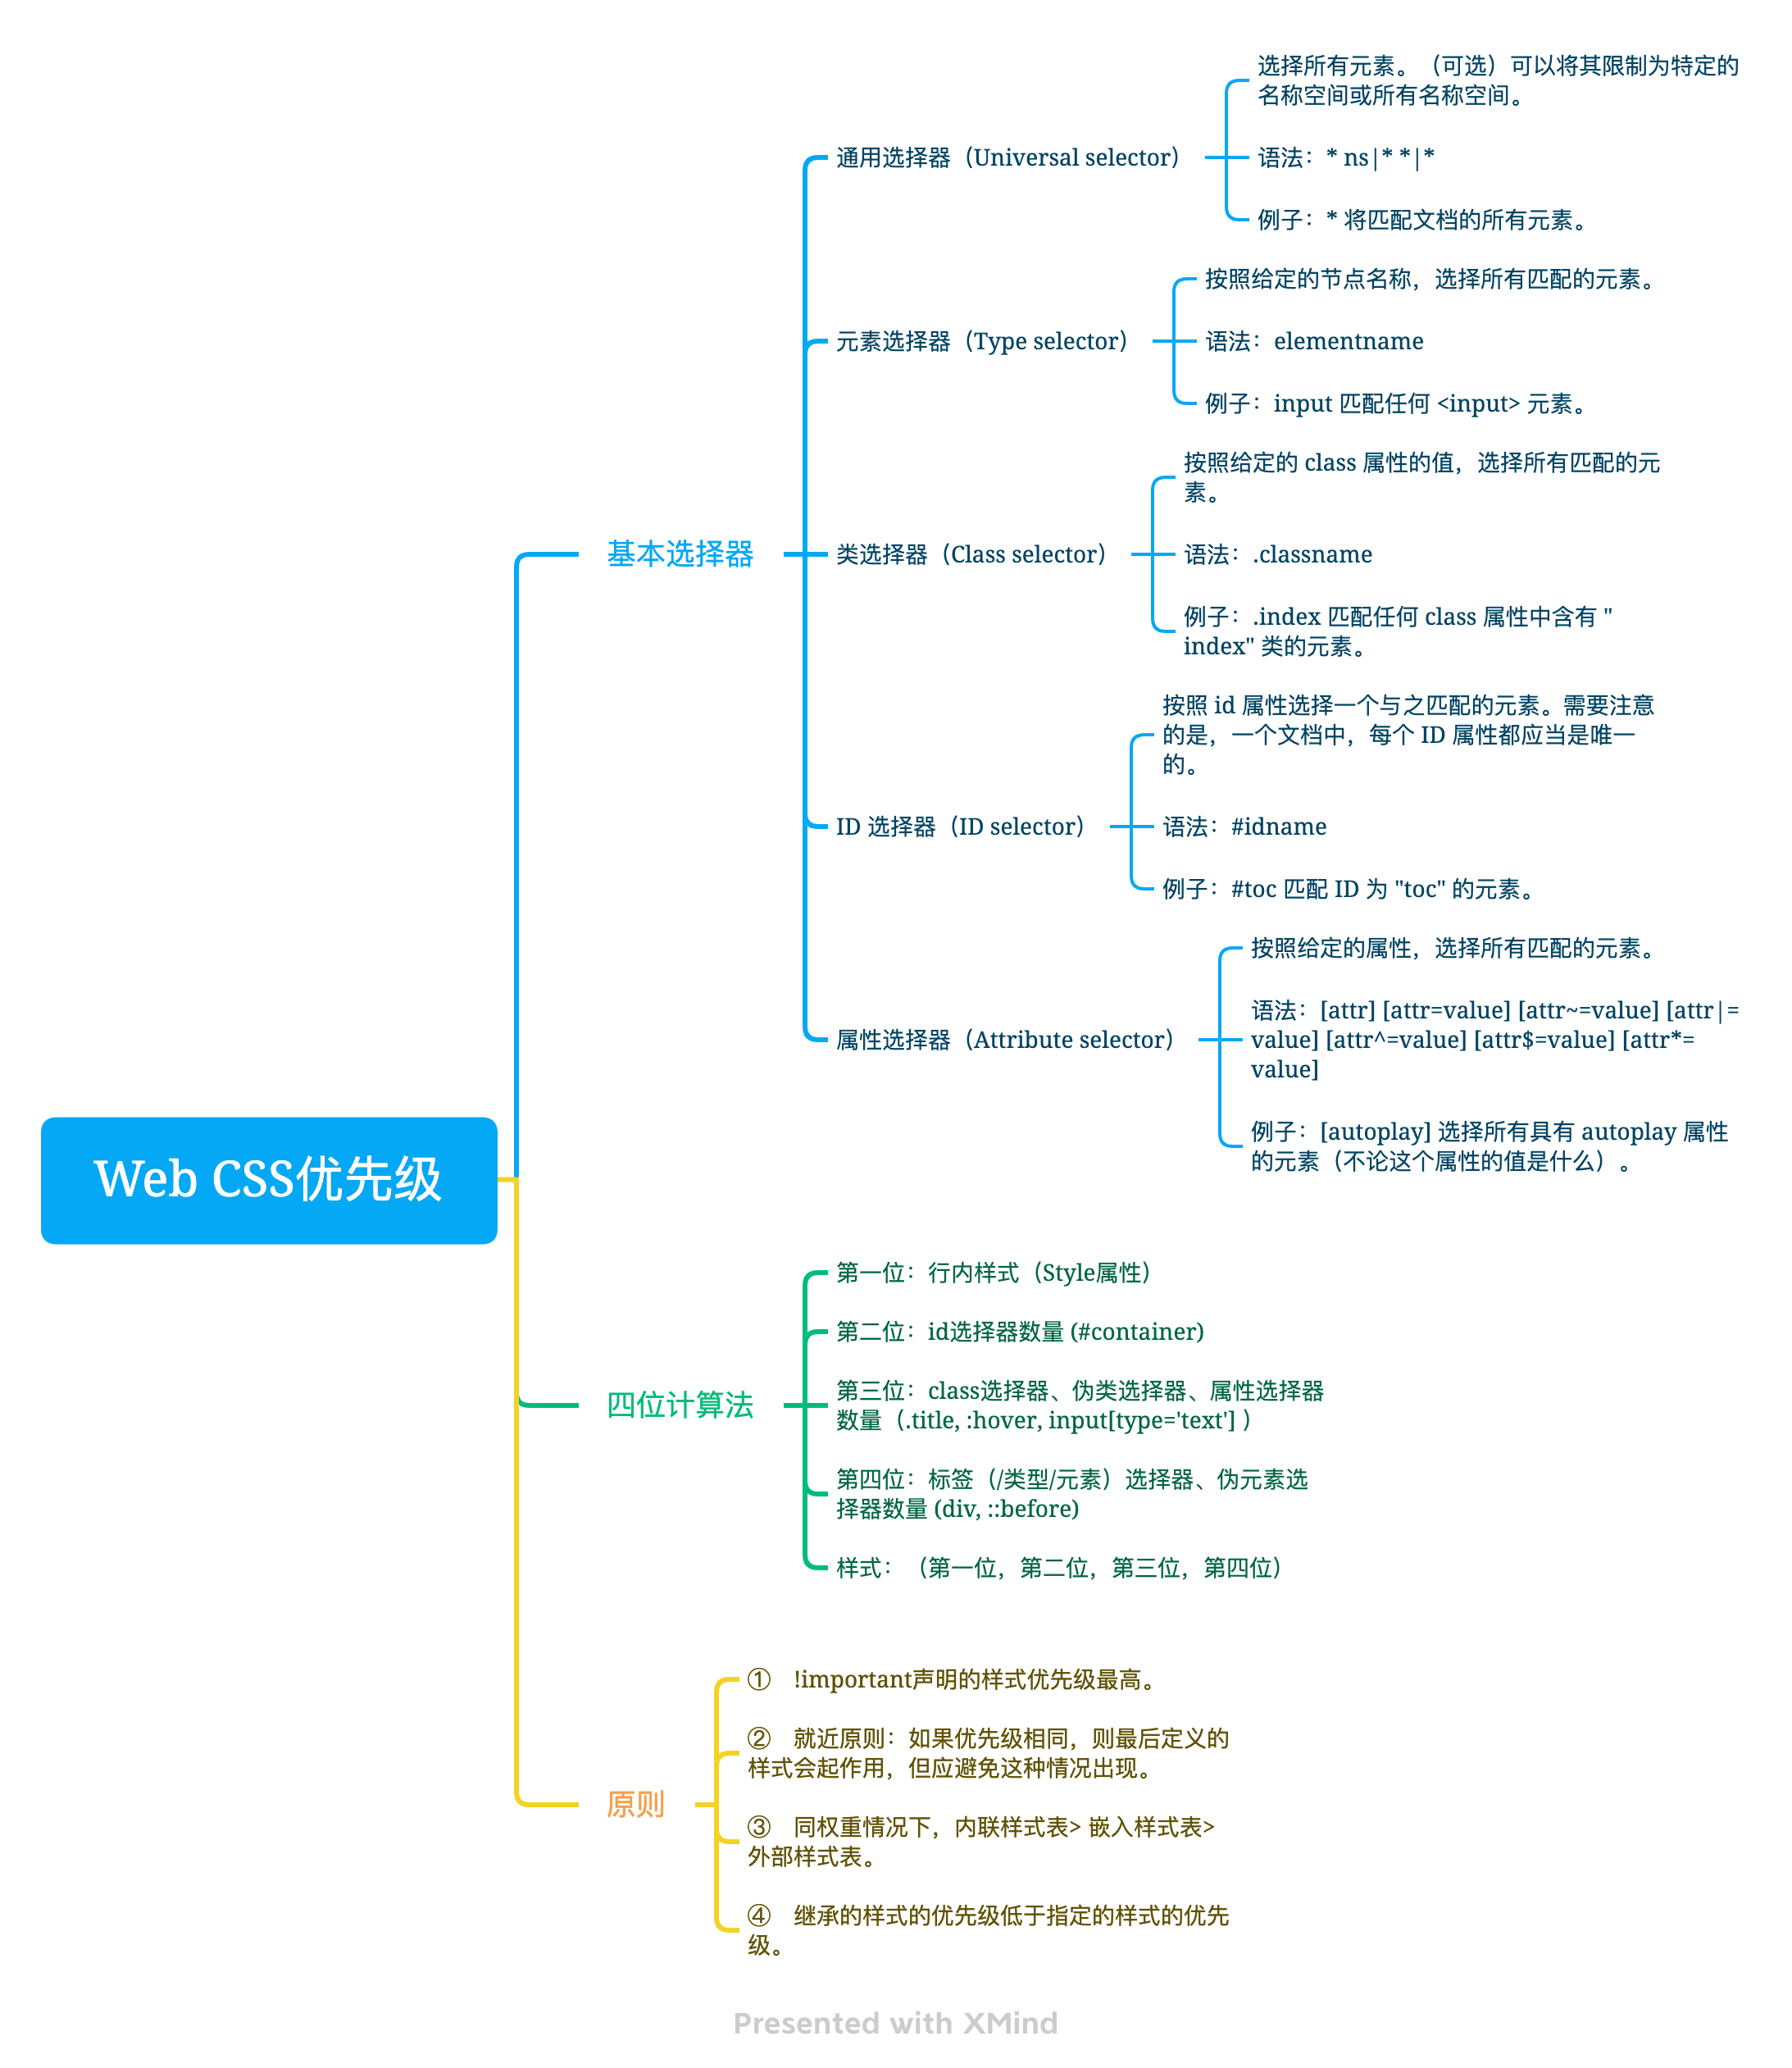 Web CSS优先级
基本选择器
通用选择器（Universal selector）
选择所有元素。（可选）可以将其限制为特定的
名称空间或所有名称空间。
语法：* ns|* *|*
例子：* 将匹配文档的所有元素。
元素选择器（Type selector）
按照给定的节点名称，选择所有匹配的元素。
语法：elementname
例子：input 匹配任何 <input> 元素。
类选择器（Class selector）
按照给定的 class 属性的值，选择所有匹配的元
素。
语法：.classname
例子：.index 匹配任何 class 属性中含有 "
index" 类的元素。
ID 选择器（ID selector）
按照 id 属性选择一个与之匹配的元素。需要注意
的是，一个文档中，每个 ID 属性都应当是唯一
的。
语法：#idname
例子：#toc 匹配 ID 为 "toc" 的元素。
属性选择器（Attribute selector）
按照给定的属性，选择所有匹配的元素。
语法：[attr] [attr=value] [attr~=value] [attr|=
value] [attr^=value] [attr$=value] [attr*=
value]
例子：[autoplay] 选择所有具有 autoplay 属性
的元素（不论这个属性的值是什么）。
四位计算法
第一位：行内样式（Style属性）
第二位：id选择器数量 (#container)
第三位：class选择器、伪类选择器、属性选择器
数量（.title, :hover, input[type='text'] ）
第四位：标签（/类型/元素）选择器、伪元素选
择器数量 (div, ::before)
样式：（第一位，第二位，第三位，第四位）
原则
① !important声明的样式优先级最高。
② 就近原则：如果优先级相同，则最后定义的
样式会起作用，但应避免这种情况出现。
③ 同权重情况下，内联样式表> 嵌入样式表>
外部样式表。
④ 继承的样式的优先级低于指定的样式的优先
级。
Presented with XMind